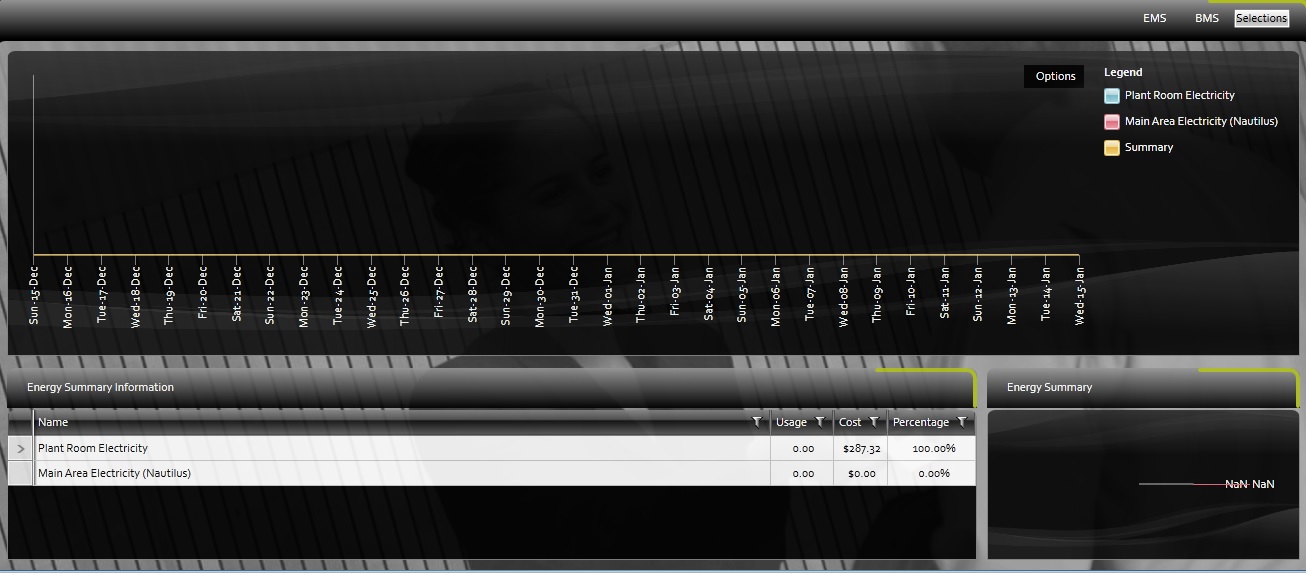 EMS BMS Selections
Options
Legend
Plant Room Electricity
Main Area Electricity (Nautilus)
Summary
Sun-15-Dec
Mon-16-Dec
Tue-17-Dec
Wed-18-Dec
Thu-19-Dec
Fri-20-Dec
Sat-21-Dec
Sun-22-Dec
Mon-23-Dec
Tue-24-Dec
Wed-25-Dec
Thu-26-Dec
Fri-27-Dec
Sat-28-Dec
Sun-29-Dec
Mon-30-Dec
Tue-31-Dec
Wed-01-Jan
Thu-02-Jan
Fri-03-Jan
Sat-04-Jan
Sun-05-Jan
Mon-06-Jan
Tue-07-Jan
Wed-08-Jan
Thu-09-Jan
Fri-10-Jan
Sat-11-Jan
Sun-12-Jan
Mon-13-Jan
Tue-14-Jan
Wed-15-Jan
Energy Summary Information
Name Usage Cost Percentage
Plant Room Electricity 0.00 $287.32 100.00%
Main Area Electricity (Nautilus) 0.00 $0.00 0.00%
Energy Summary
NaN NaN